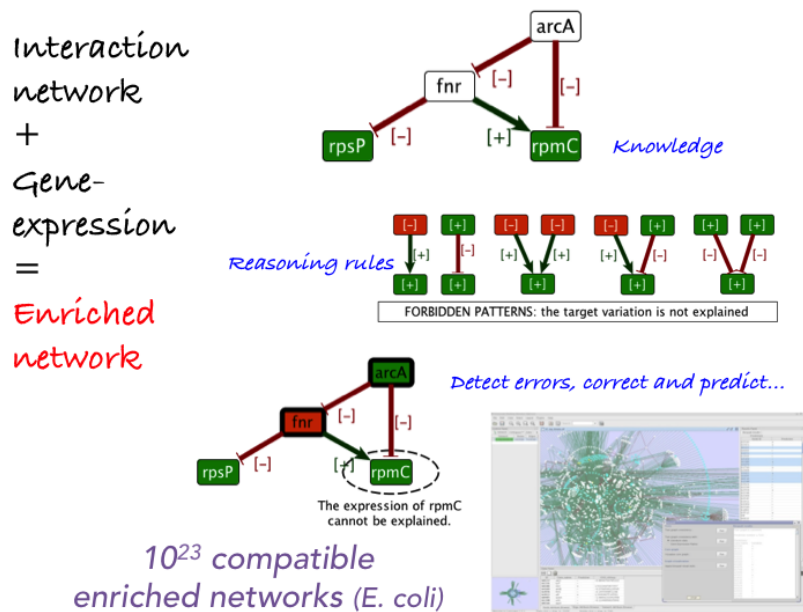 Interaction
network
+
Gene-
expression
=
Enriched
network
arcA
[-]
fnr
[-]
[-]
[+]
rpsP
rpmC
Knowledge
Reasoning rules
[-] [+] [-] [-] [-] [+] [+] [+]
[+] [-] [+] [+] [+] [-] [-] [-]
[+] [+] [+] [+] [+]
FORBIDDEN PATTERNS: the target variation is not explained
arcA
Detect errors, correct and predict...
[-]
fnr
[-]
[-]
[+]
rpsP
rpmC
The expression of rpmC
cannot be explained.
10²³ compatible
enriched networks (E. coli)